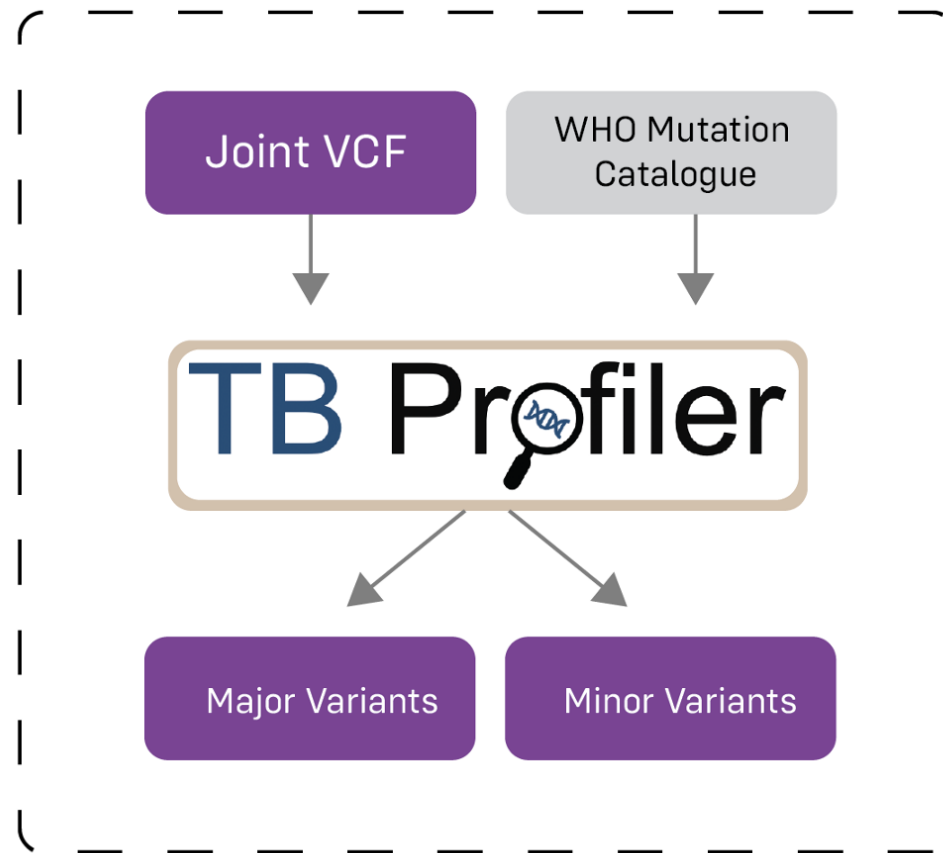 Joint VCF
WHO Mutation
Catalogue
TB Profiler
Major Variants
Minor Variants